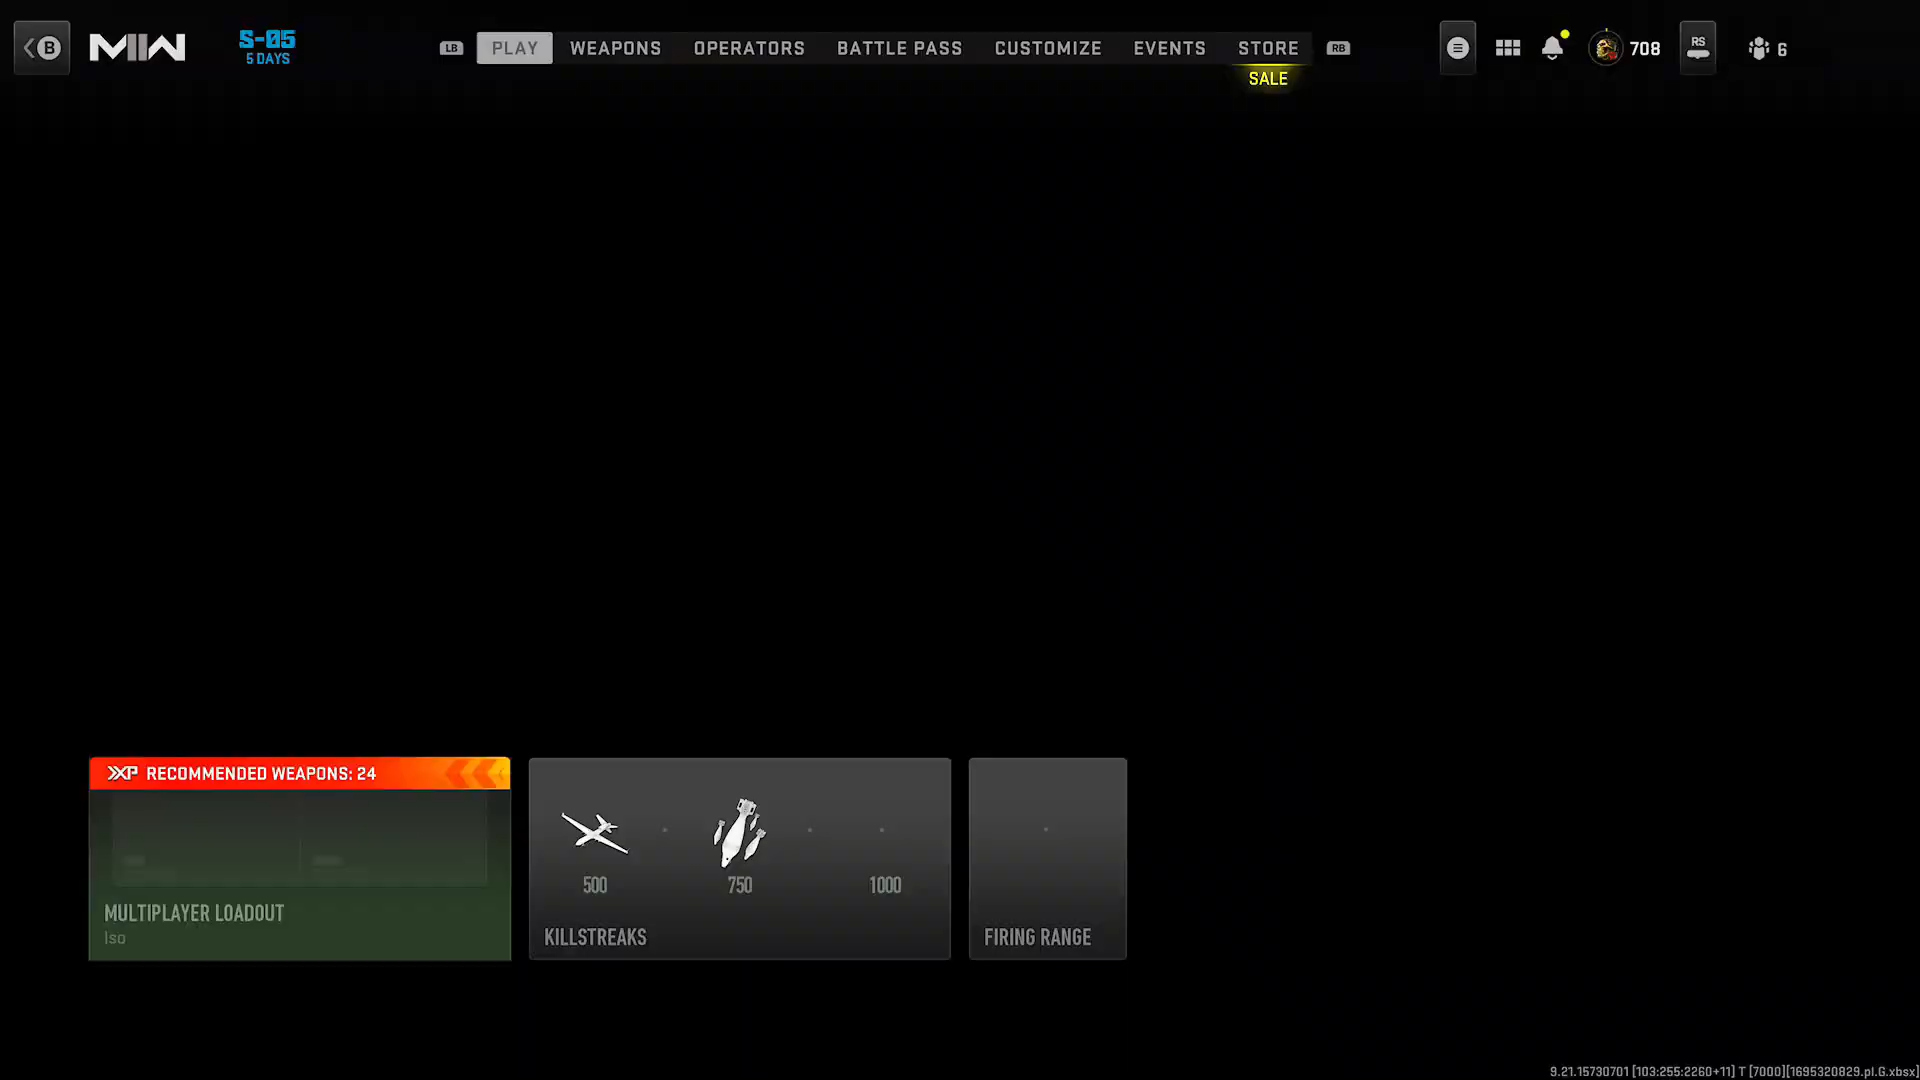 B
MW
S-05
5 DAYS
LB
PLAY
WEAPONS
OPERATORS
BATTLE PASS
CUSTOMIZE
EVENTS
STORE
RB
SALE
708
RS
6
XP RECOMMENDED WEAPONS: 24
MULTIPLAYER LOADOUT
Iso
500
750
1000
KILLSTREAKS
FIRING RANGE
9.21.15730701 [103:255:2260+11] T [7000][1695320829.pl.G.xbsx]